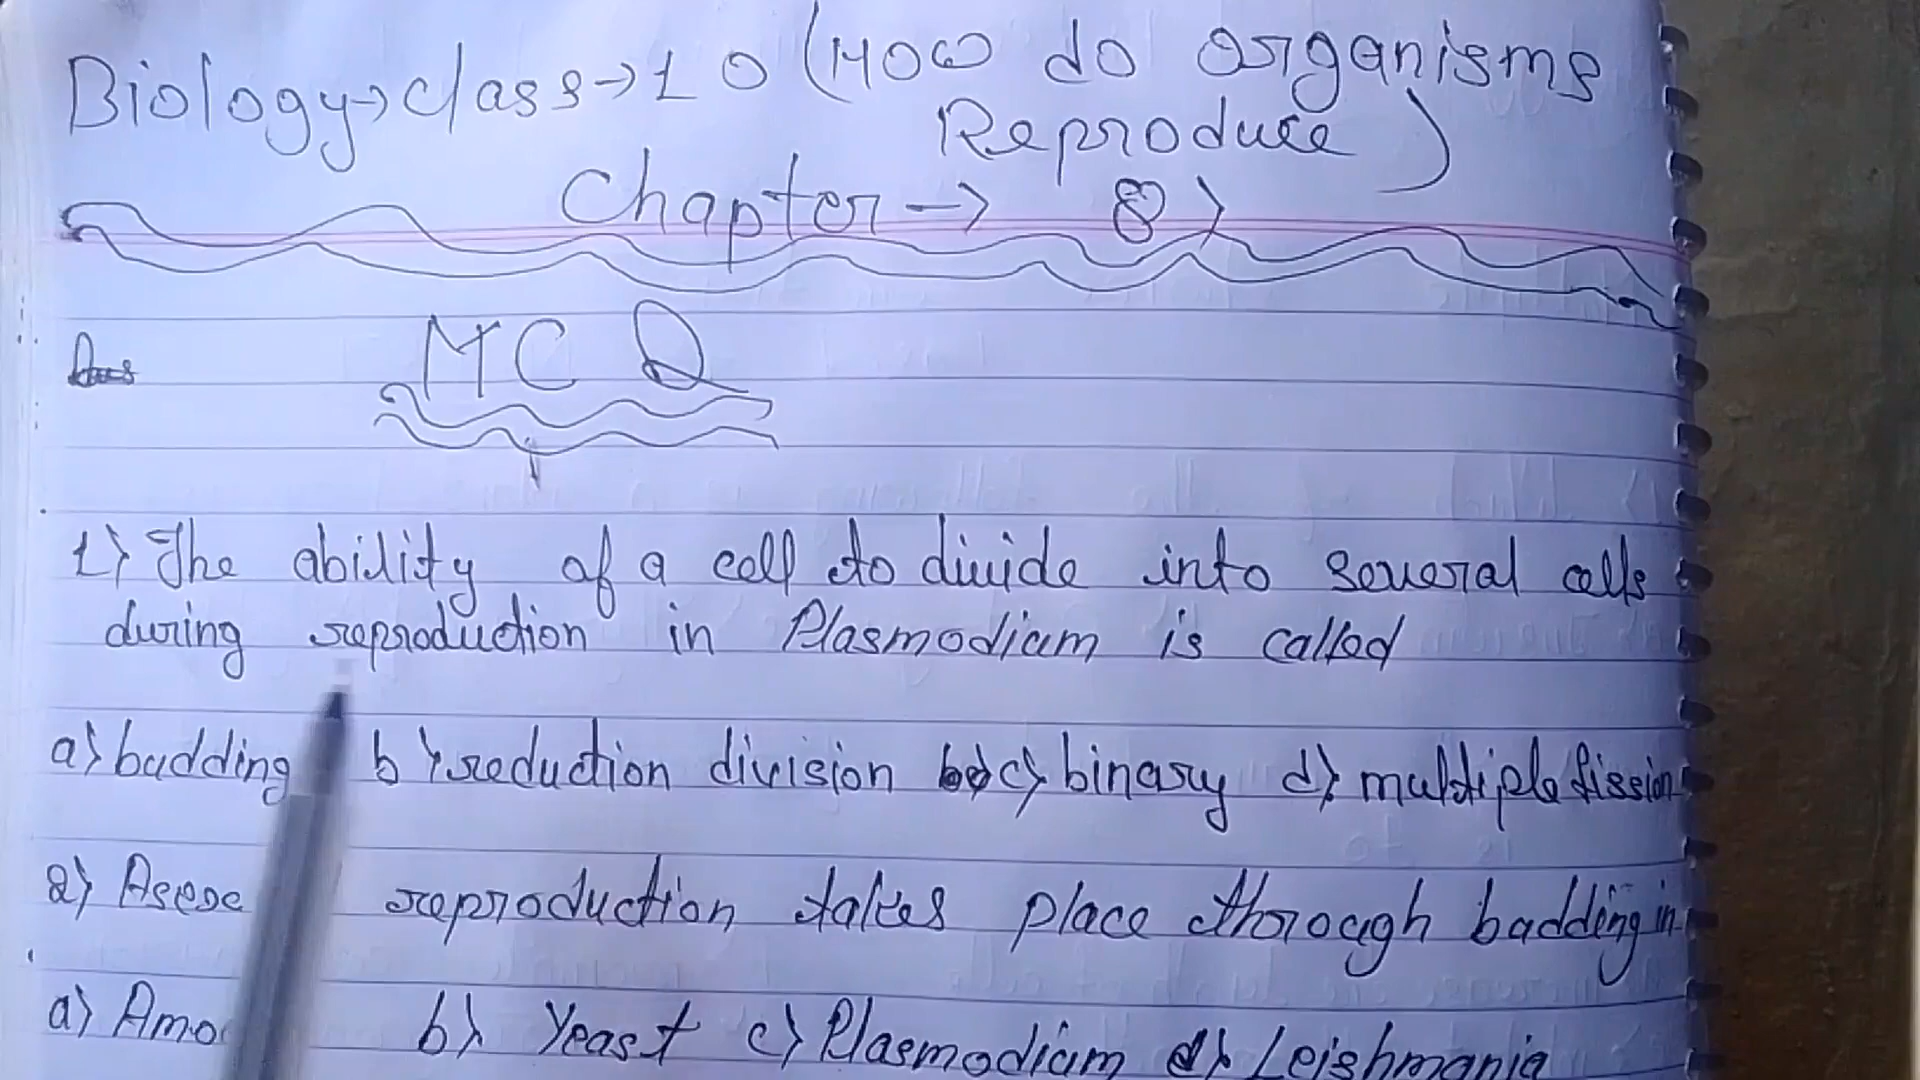 Biology→class→10 (How do organisms
Reproduce)
Chapter → 8>
MCQ
1) The ability of a cell to divide into several cells
during reproduction in Plasmodium is called
a) budding b) reduction division c) binary d) multiple fission
2) reproduction takes place through budding in
a) b) Yeast c) Plasmodium d) Leishmania